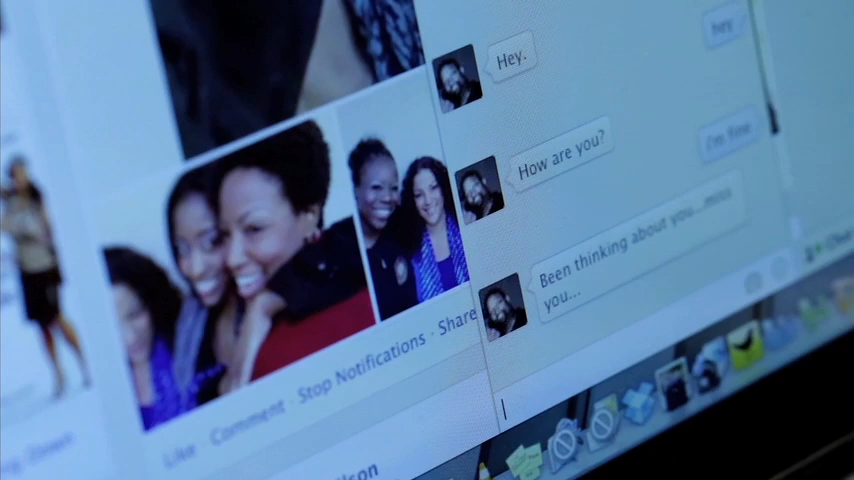 Hey.
hey
How are you?
i'm fine
Been thinking about you...miss
you...
Like · Comment · Stop Notifications · Share